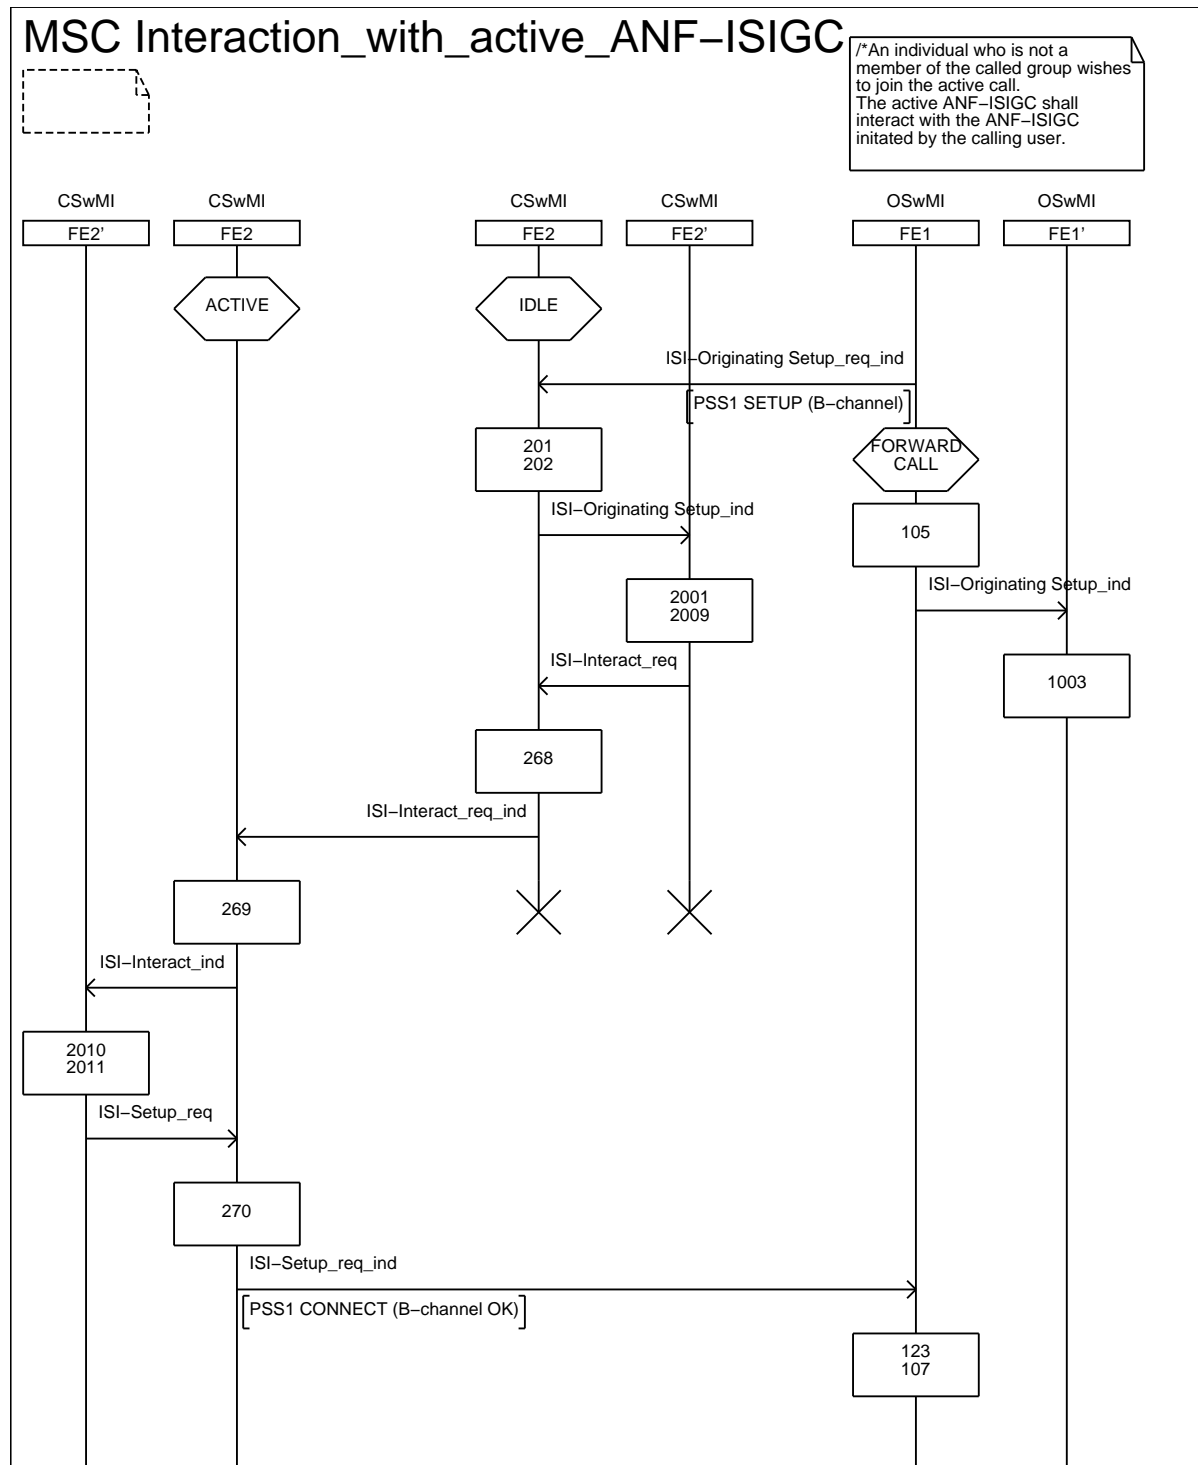 MSC Interaction_with_active_ANF−ISIGC
/*An individual who is not a
member of the called group wishes
to join the active call.
The active ANF−ISIGC shall
interact with the ANF−ISIGC
initated by the calling user.
CSwMI
CSwMI
CSwMI
CSwMI
OSwMI
OSwMI
FE2'
FE2
FE2
FE2'
FE1
FE1'
ACTIVE
IDLE
ISI−Originating Setup_req_ind
PSS1 SETUP (B−channel)
201
202
FORWARD
CALL
ISI−Originating Setup_ind
105
ISI−Originating Setup_ind
2001
2009
ISI−Interact_req
1003
268
ISI−Interact_req_ind
269
ISI−Interact_ind
2010
2011
ISI−Setup_req
270
ISI−Setup_req_ind
PSS1 CONNECT (B−channel OK)
123
107